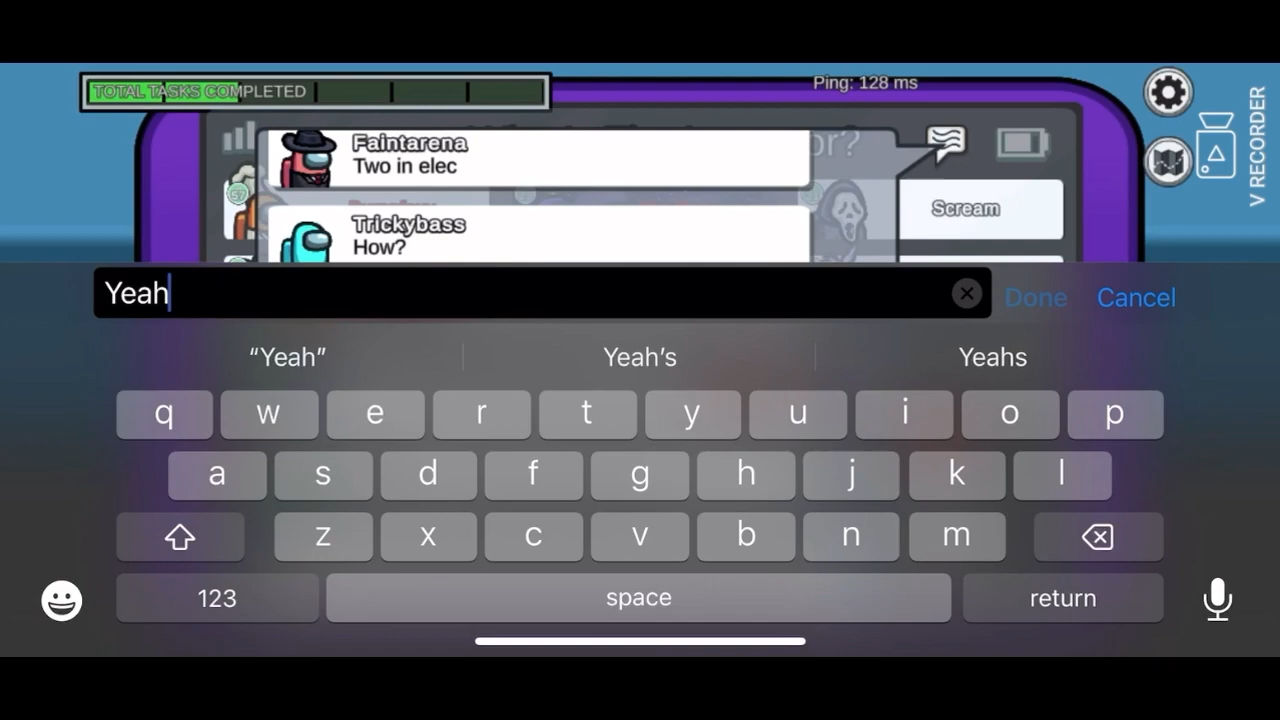 TOTAL TASKS COMPLETED
Ping: 128 ms
V RECORDER
or?
Faintarena
Two in elec
Scream
Trickybass
How?
Yeah
Done
Cancel
“Yeah”
Yeah’s
Yeahs
q w e r t y u i o p
a s d f g h j k l
z x c v b n m
123
space
return